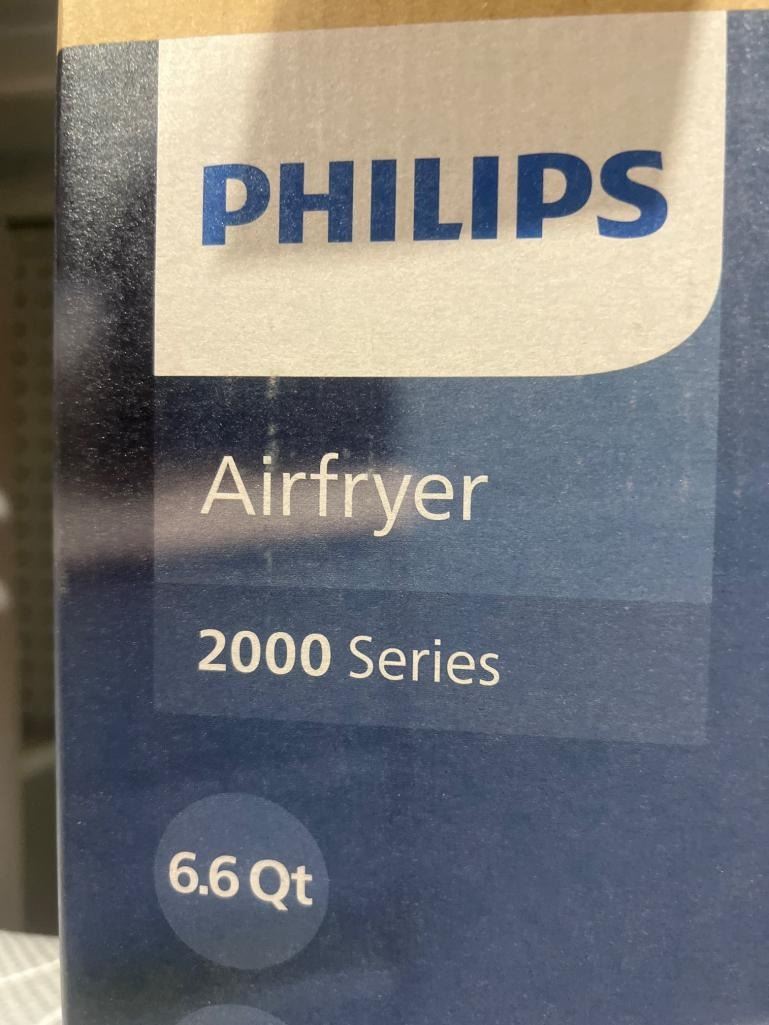 PHILIPS
Airfryer
2000 Series
6.6 Qt